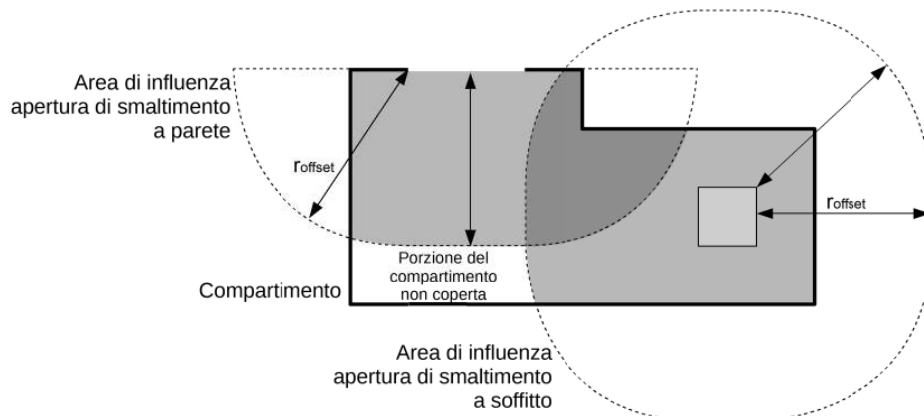 Area di influenza
apertura di smaltimento
a parete
roffset
roffset
Porzione del
compartimento
non coperta
Compartimento
Area di influenza
apertura di smaltimento
a soffitto